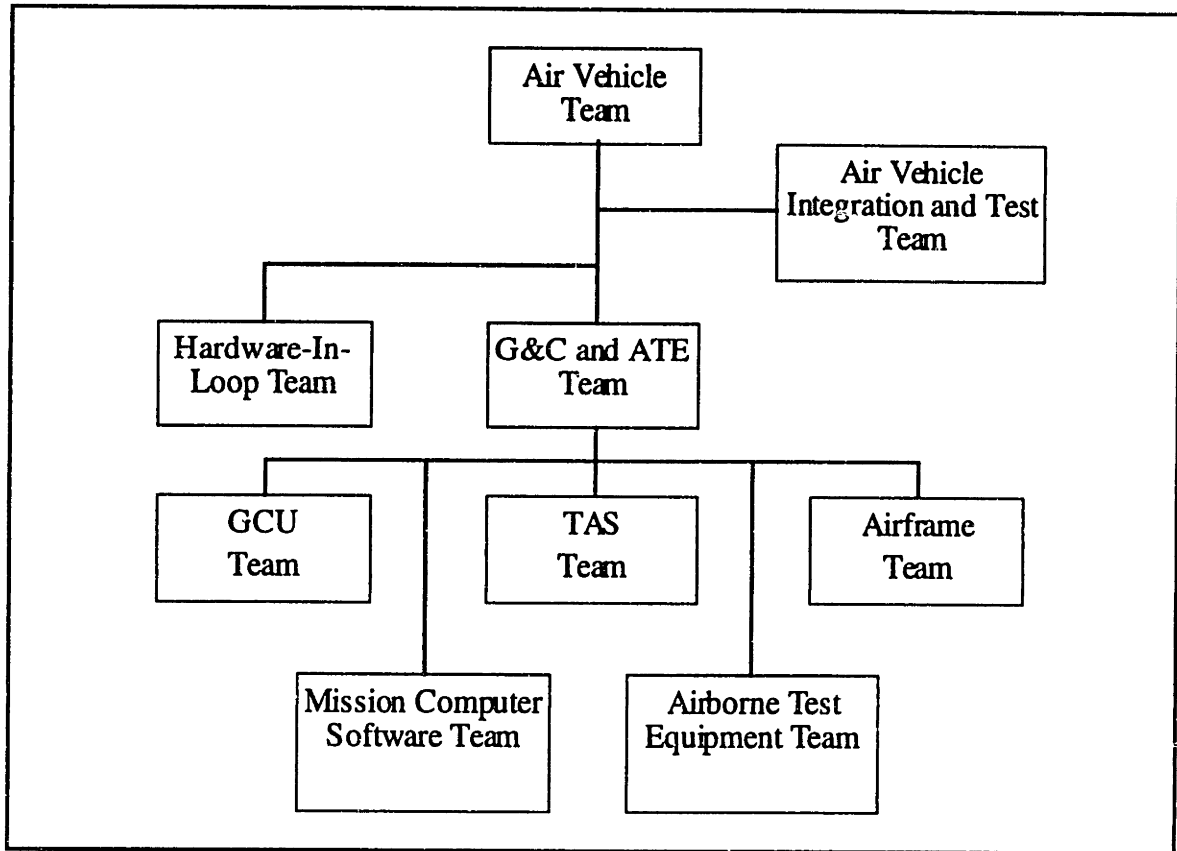 Air Vehicle
Team
Air Vehicle
Integration and Test
Team
Hardware-In-
Loop Team
G&C and ATE
Team
GCU
Team
TAS
Team
Airframe
Team
Mission Computer
Software Team
Airborne Test
Equipment Team